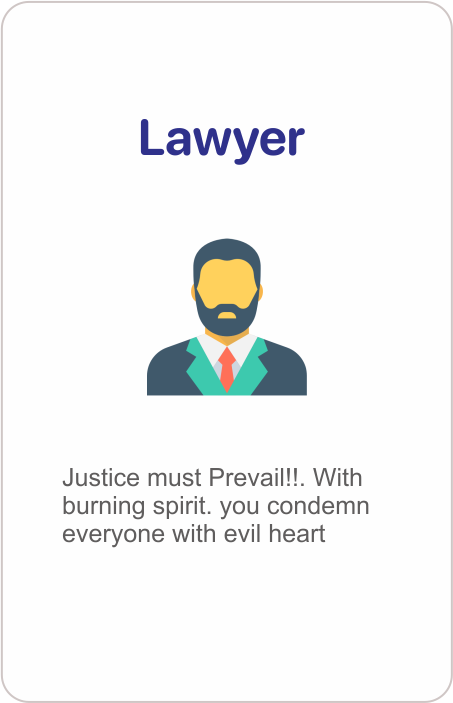 Lawyer
Justice must Prevail!!. With
burning spirit. you condemn
everyone with evil heart